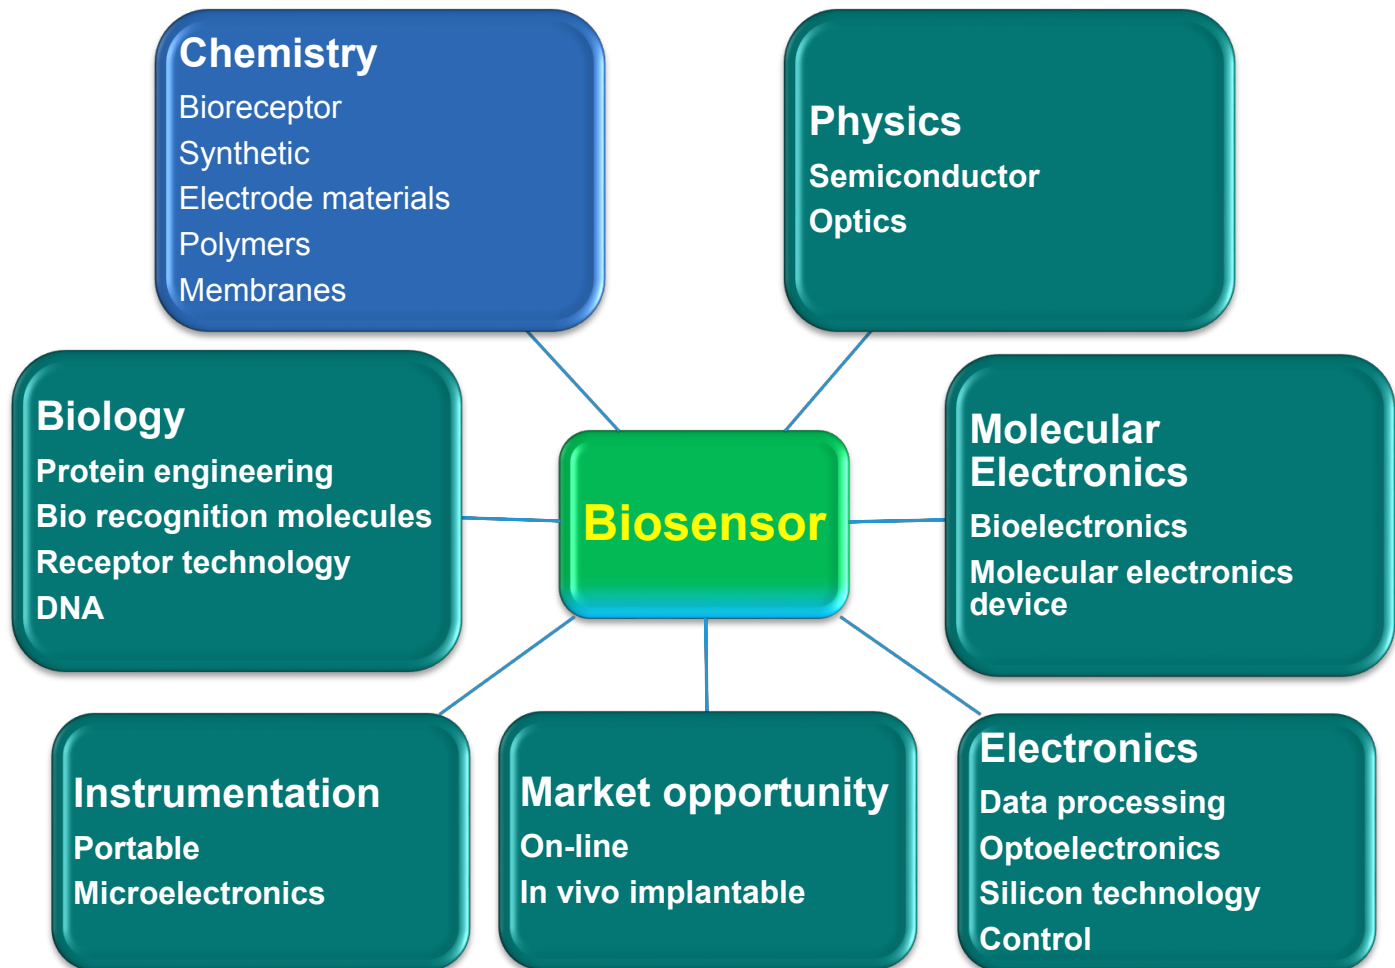 Chemistry
Bioreceptor
Synthetic
Electrode materials
Polymers
Membranes
Physics
Semiconductor
Optics
Biology
Protein engineering
Bio recognition molecules
Receptor technology
DNA
Biosensor
Molecular
Electronics
Bioelectronics
Molecular electronics
device
Instrumentation
Portable
Microelectronics
Market opportunity
On-line
In vivo implantable
Electronics
Data processing
Optoelectronics
Silicon technology
Control